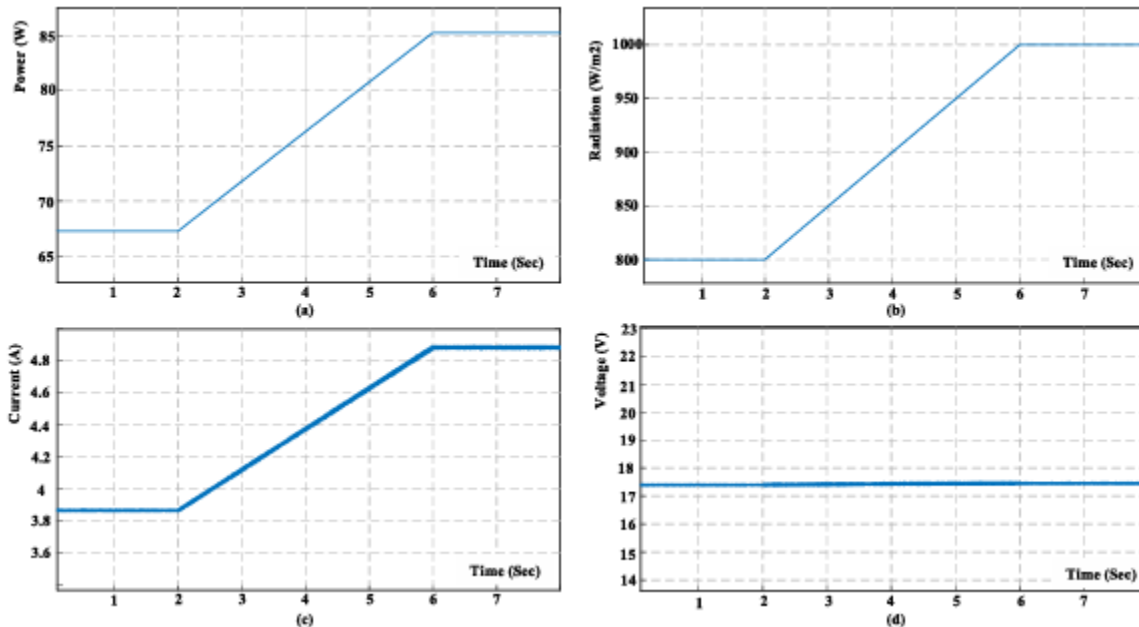 Power (W)
85
80
75
70
65
Time (Sec)
1 2 3 4 5 6 7
(a)
Radiation (W/m2)
1000
950
900
850
800
Time (Sec)
1 2 3 4 5 6 7
(b)
Current (A)
4.8
4.6
4.4
4.2
4
3.8
3.6
Time (Sec)
1 2 3 4 5 6 7
(c)
Voltage (V)
23
22
21
20
19
18
17
16
15
14
Time (Sec)
1 2 3 4 5 6 7
(d)